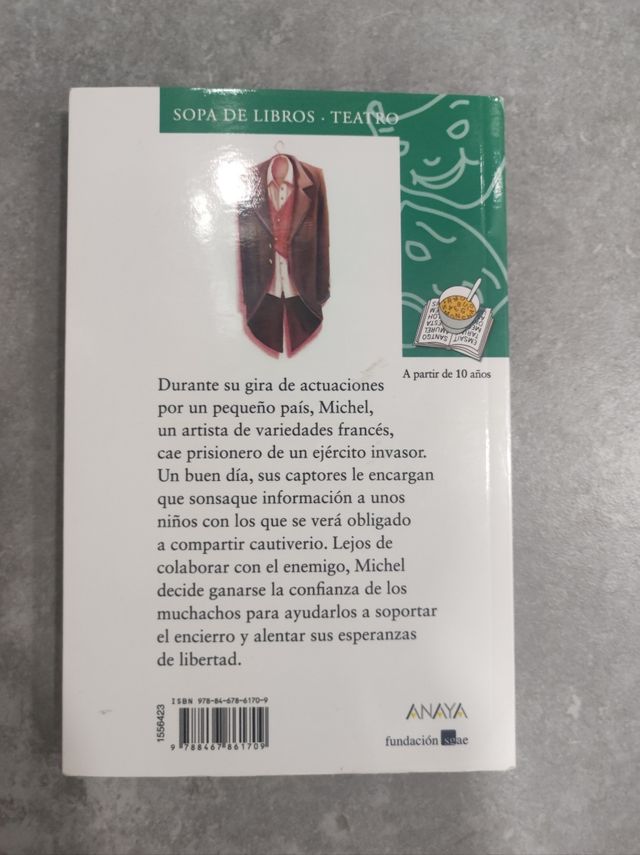 SOPA DE LIBROS · TEATRO
A partir de 10 años
Durante su gira de actuaciones
por un pequeño país, Michel,
un artista de variedades francés,
cae prisionero de un ejército invasor.
Un buen día, sus captores le encargan
que sonsaque información a unos
niños con los que se verá obligado
a compartir cautiverio. Lejos de
colaborar con el enemigo, Michel
decide ganarse la confianza de los
muchachos para ayudarlos a soportar
el encierro y alentar sus esperanzas
de libertad.
ISBN 978-84-678-6170-9
1556423
9 788467 861709
ANAYA
fundación sgae